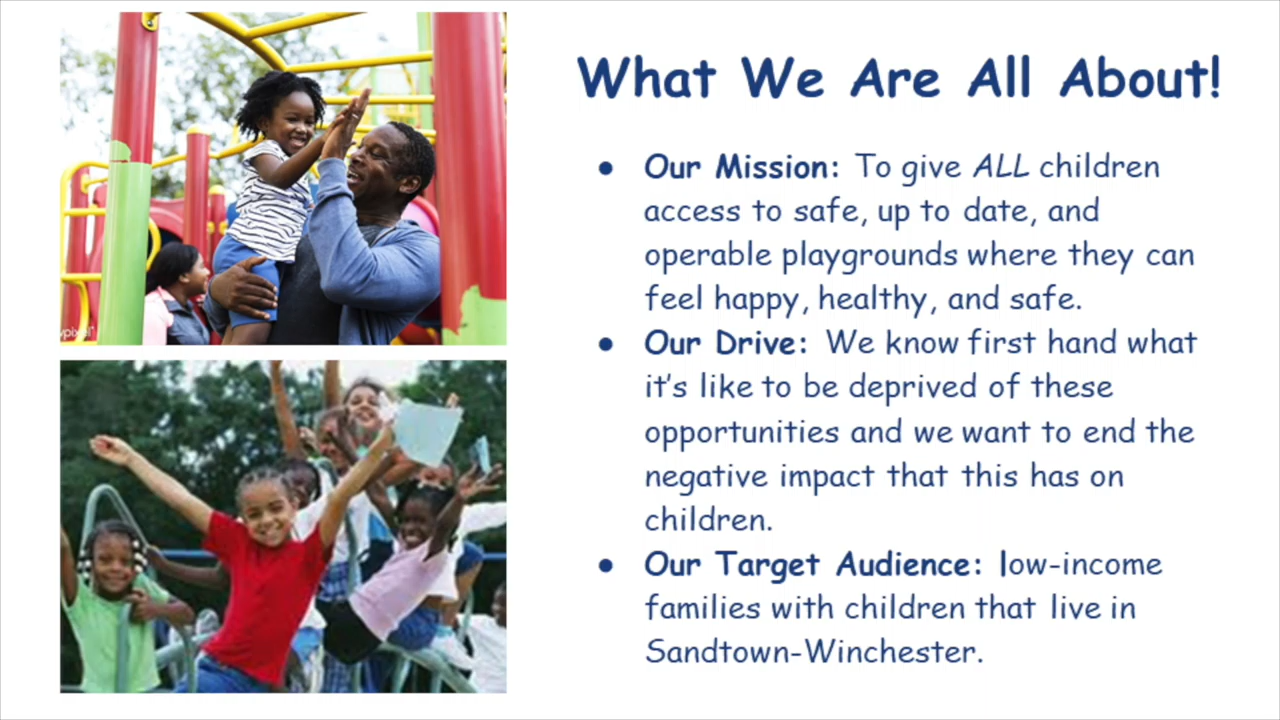 What We Are All About!
● Our Mission: To give ALL children
access to safe, up to date, and
operable playgrounds where they can
feel happy, healthy, and safe.
● Our Drive: We know first hand what
it's like to be deprived of these
opportunities and we want to end the
negative impact that this has on
children.
● Our Target Audience: low-income
families with children that live in
Sandtown-Winchester.